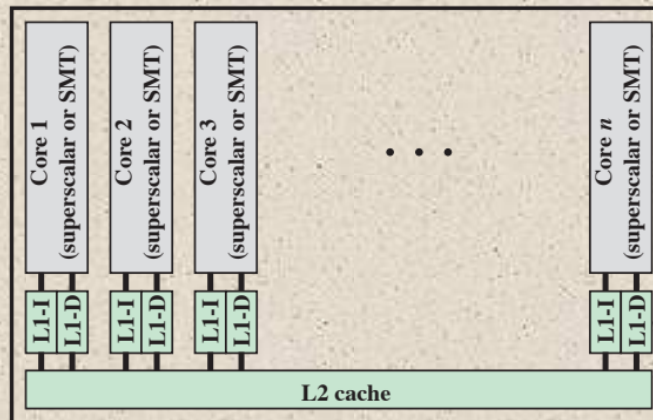 Core 1
(superscalar or SMT)
Core 2
(superscalar or SMT)
Core 3
(superscalar or SMT)
• • •
Core n
(superscalar or SMT)
L1-I
L1-D
L1-I
L1-D
L1-I
L1-D
L1-I
L1-D
L2 cache